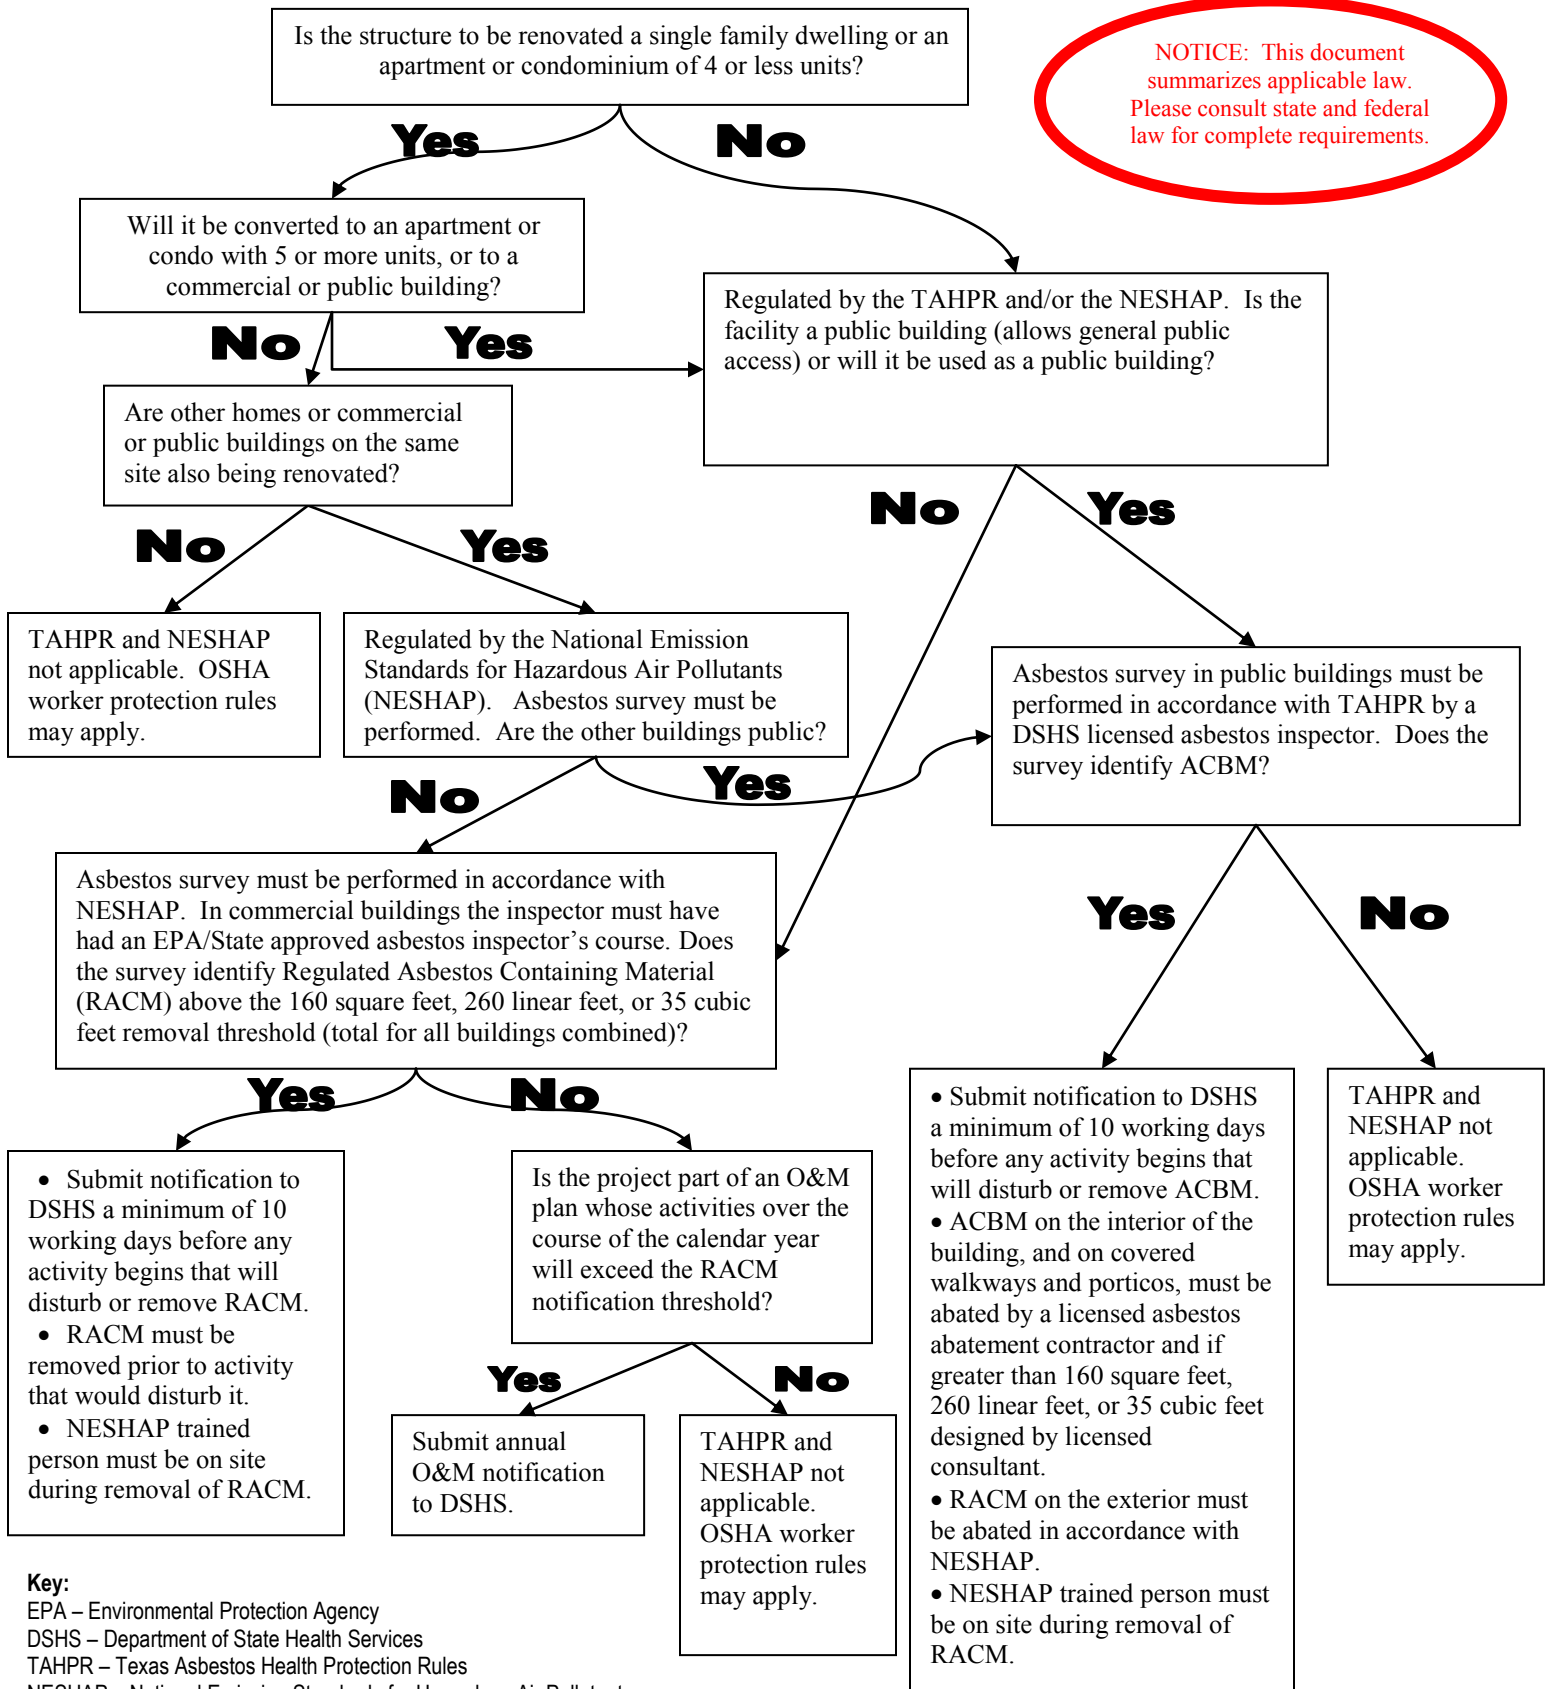 Is the structure to be renovated a single family dwelling or an
apartment or condominium of 4 or less units?
NOTICE:  This document
summarizes applicable law.
Please consult state and federal
law for complete requirements.
Yes
No
Will it be converted to an apartment or
condo with 5 or more units, or to a
commercial or public building?
Regulated by the TAHPR and/or the NESHAP.  Is the
facility a public building (allows general public
access) or will it be used as a public building?
No
Yes
Are other homes or commercial
or public buildings on the same
site also being renovated?
No
Yes
No
Yes
TAHPR and NESHAP
not applicable.  OSHA
worker protection rules
may apply.
Regulated by the National Emission
Standards for Hazardous Air Pollutants
(NESHAP).   Asbestos survey must be
performed.  Are the other buildings public?
Asbestos survey in public buildings must be
performed in accordance with TAHPR by a
DSHS licensed asbestos inspector.  Does the
survey identify ACBM?
No
Yes
Asbestos survey must be performed in accordance with
NESHAP.  In commercial buildings the inspector must have
had an EPA/State approved asbestos inspector’s course. Does
the survey identify Regulated Asbestos Containing Material
(RACM) above the 160 square feet, 260 linear feet, or 35 cubic
feet removal threshold (total for all buildings combined)?
Yes
No
Yes
No
• Submit notification to
DSHS a minimum of 10
working days before any
activity begins that will
disturb or remove RACM.
• RACM must be
removed prior to activity
that would disturb it.
• NESHAP trained
person must be on site
during removal of RACM.
Is the project part of an O&M
plan whose activities over the
course of the calendar year
will exceed the RACM
notification threshold?
Yes
No
Submit annual
O&M notification
to DSHS.
TAHPR and
NESHAP not
applicable.
OSHA worker
protection rules
may apply.
• Submit notification to DSHS
a minimum of 10 working days
before any activity begins that
will disturb or remove ACBM.
• ACBM on the interior of the
building, and on covered
walkways and porticos, must be
abated by a licensed asbestos
abatement contractor and if
greater than 160 square feet,
260 linear feet, or 35 cubic feet
designed by licensed
consultant.
• RACM on the exterior must
be abated in accordance with
NESHAP.
• NESHAP trained person must
be on site during removal of
RACM.
TAHPR and
NESHAP not
applicable.
OSHA worker
protection rules
may apply.
Key:
EPA – Environmental Protection Agency
DSHS – Department of State Health Services
TAHPR – Texas Asbestos Health Protection Rules
NESHAP – National Emission Standards for Hazardous Air Pollutants